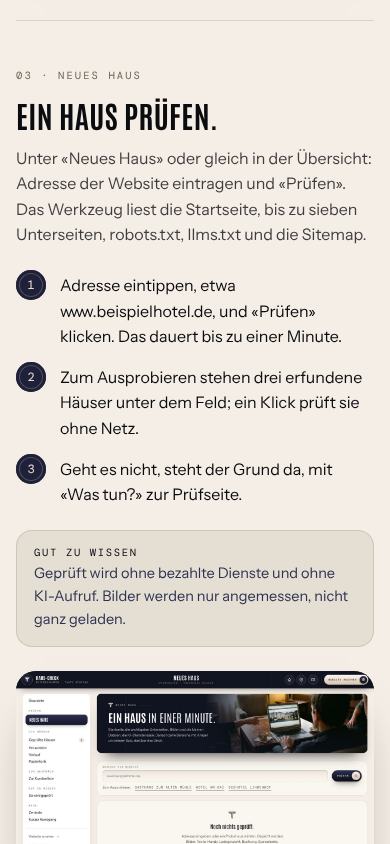 03 · NEUES HAUS
EIN HAUS PRÜFEN.
Unter «Neues Haus» oder gleich in der Übersicht:
Adresse der Website eintragen und «Prüfen».
Das Werkzeug liest die Startseite, bis zu sieben
Unterseiten, robots.txt, llms.txt und die Sitemap.
1
Adresse eintippen, etwa
www.beispielhotel.de, und «Prüfen»
klicken. Das dauert bis zu einer Minute.
2
Zum Ausprobieren stehen drei erfundene
Häuser unter dem Feld; ein Klick prüft sie
ohne Netz.
3
Geht es nicht, steht der Grund da, mit
«Was tun?» zur Prüfseite.
GUT ZU WISSEN
Geprüft wird ohne bezahlte Dienste und ohne
KI-Aufruf. Bilder werden nur angemessen, nicht
ganz geladen.
HAUS-CHECK
NEUES HAUS
NEUES HAUS
EIN HAUS IN EINER MINUTE.
Noch nichts geprüft